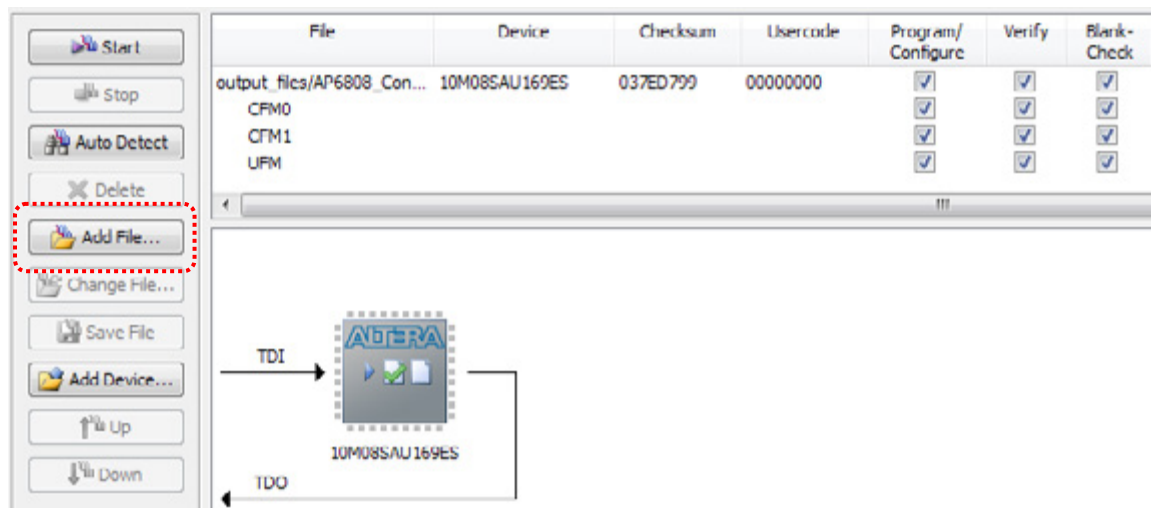 Start
Stop
Auto Detect
Delete
Add File...
Change File...
Save File
Add Device...
Up
Down
File Device Checksum Usercode Program/ Configure Verify Blank- Check
output_files/AP6808_Con... 10M08SAU169ES 037ED799 00000000
CFM0
CFM1
UFM
TDI
ALTERA
10M08SAU169ES
TDO